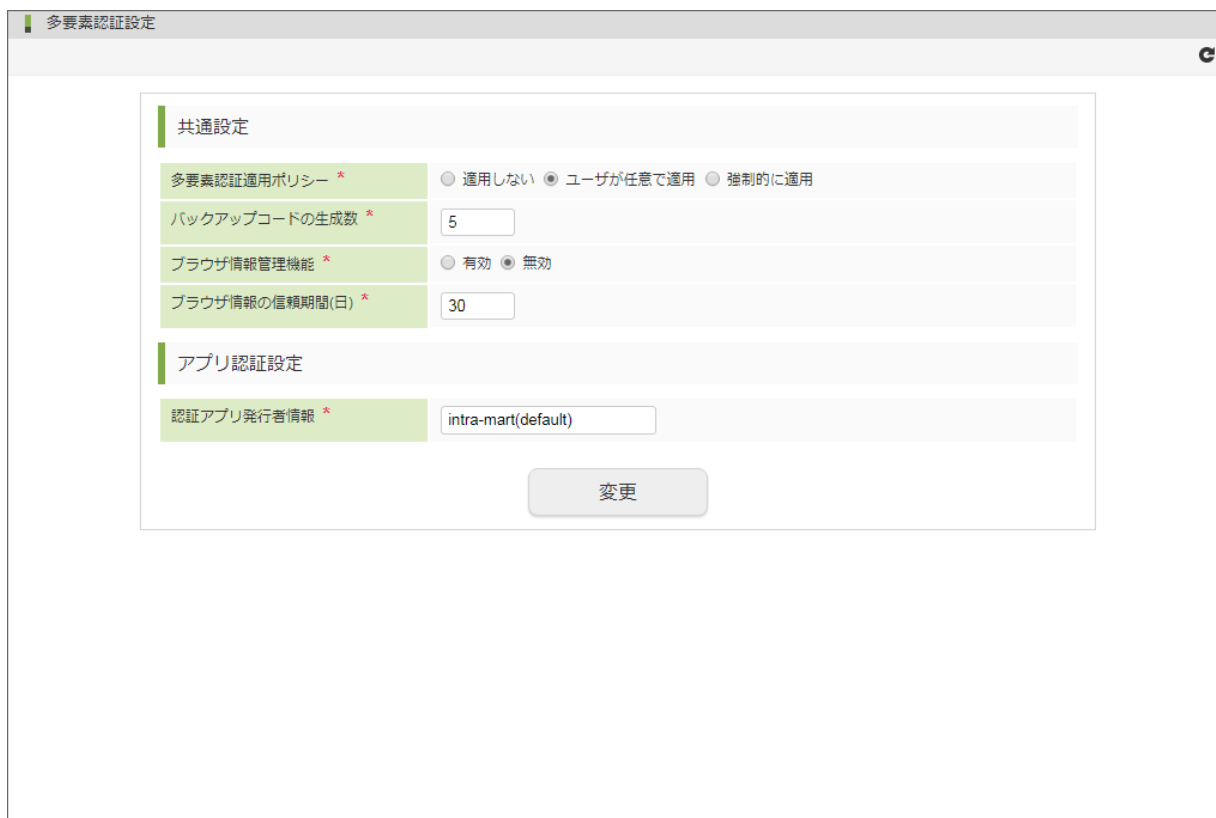 多要素認証設定
共通設定
多要素認証適用ポリシー * 適用しない ユーザが任意で適用 強制的に適用
バックアップコードの生成数 * 5
ブラウザ情報管理機能 * 有効 無効
ブラウザ情報の信頼期間(日) * 30
アプリ認証設定
認証アプリ発行者情報 * intra-mart(default)
変更